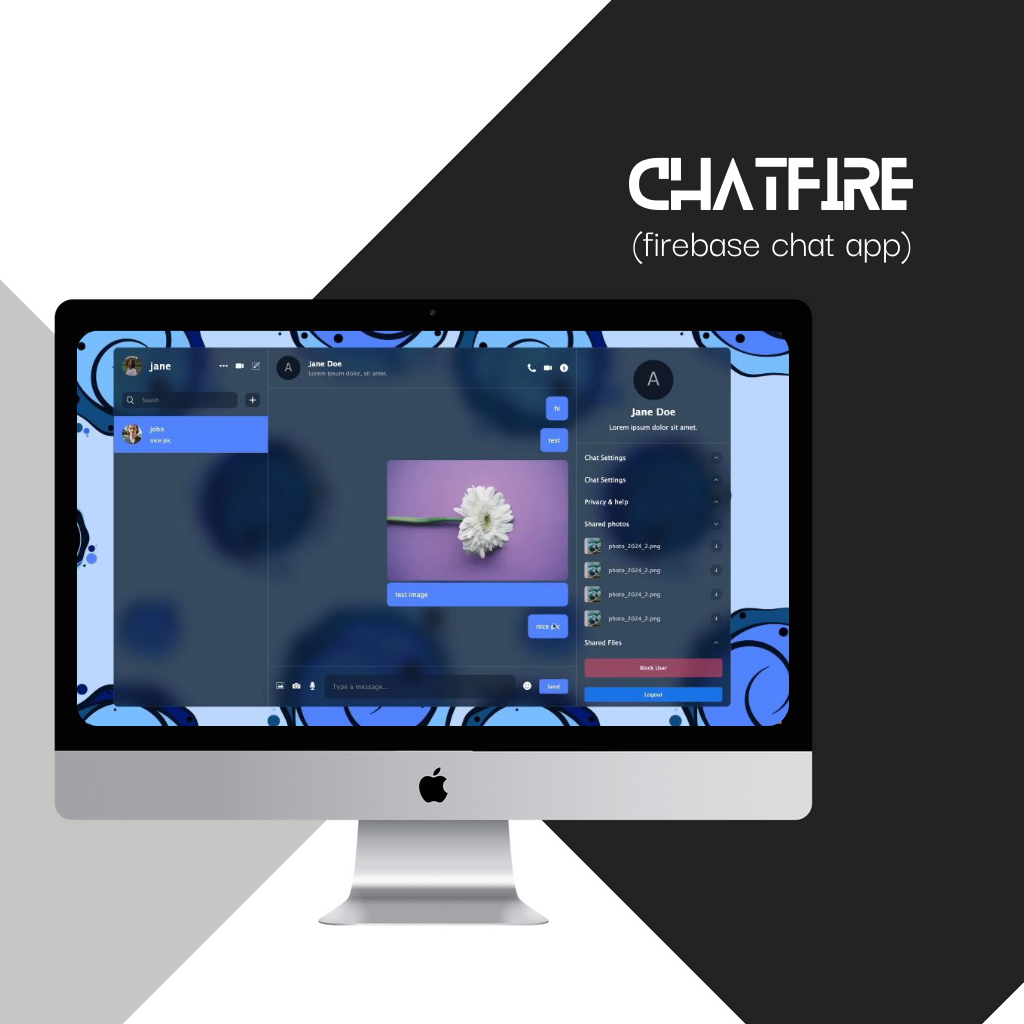 CHATFIRE
(firebase chat app)
jane
Search
john
nice pic
A
Jane Doe
Lorem ipsum dolor, sit amet.
hi
test
test image
nice pic
Type a message...
Send
A
Jane Doe
Lorem ipsum dolor sit amet.
Chat Settings
Chat Settings
Privacy & help
Shared photos
photo_2024_2.png
photo_2024_2.png
photo_2024_2.png
photo_2024_2.png
Shared Files
Block User
Logout